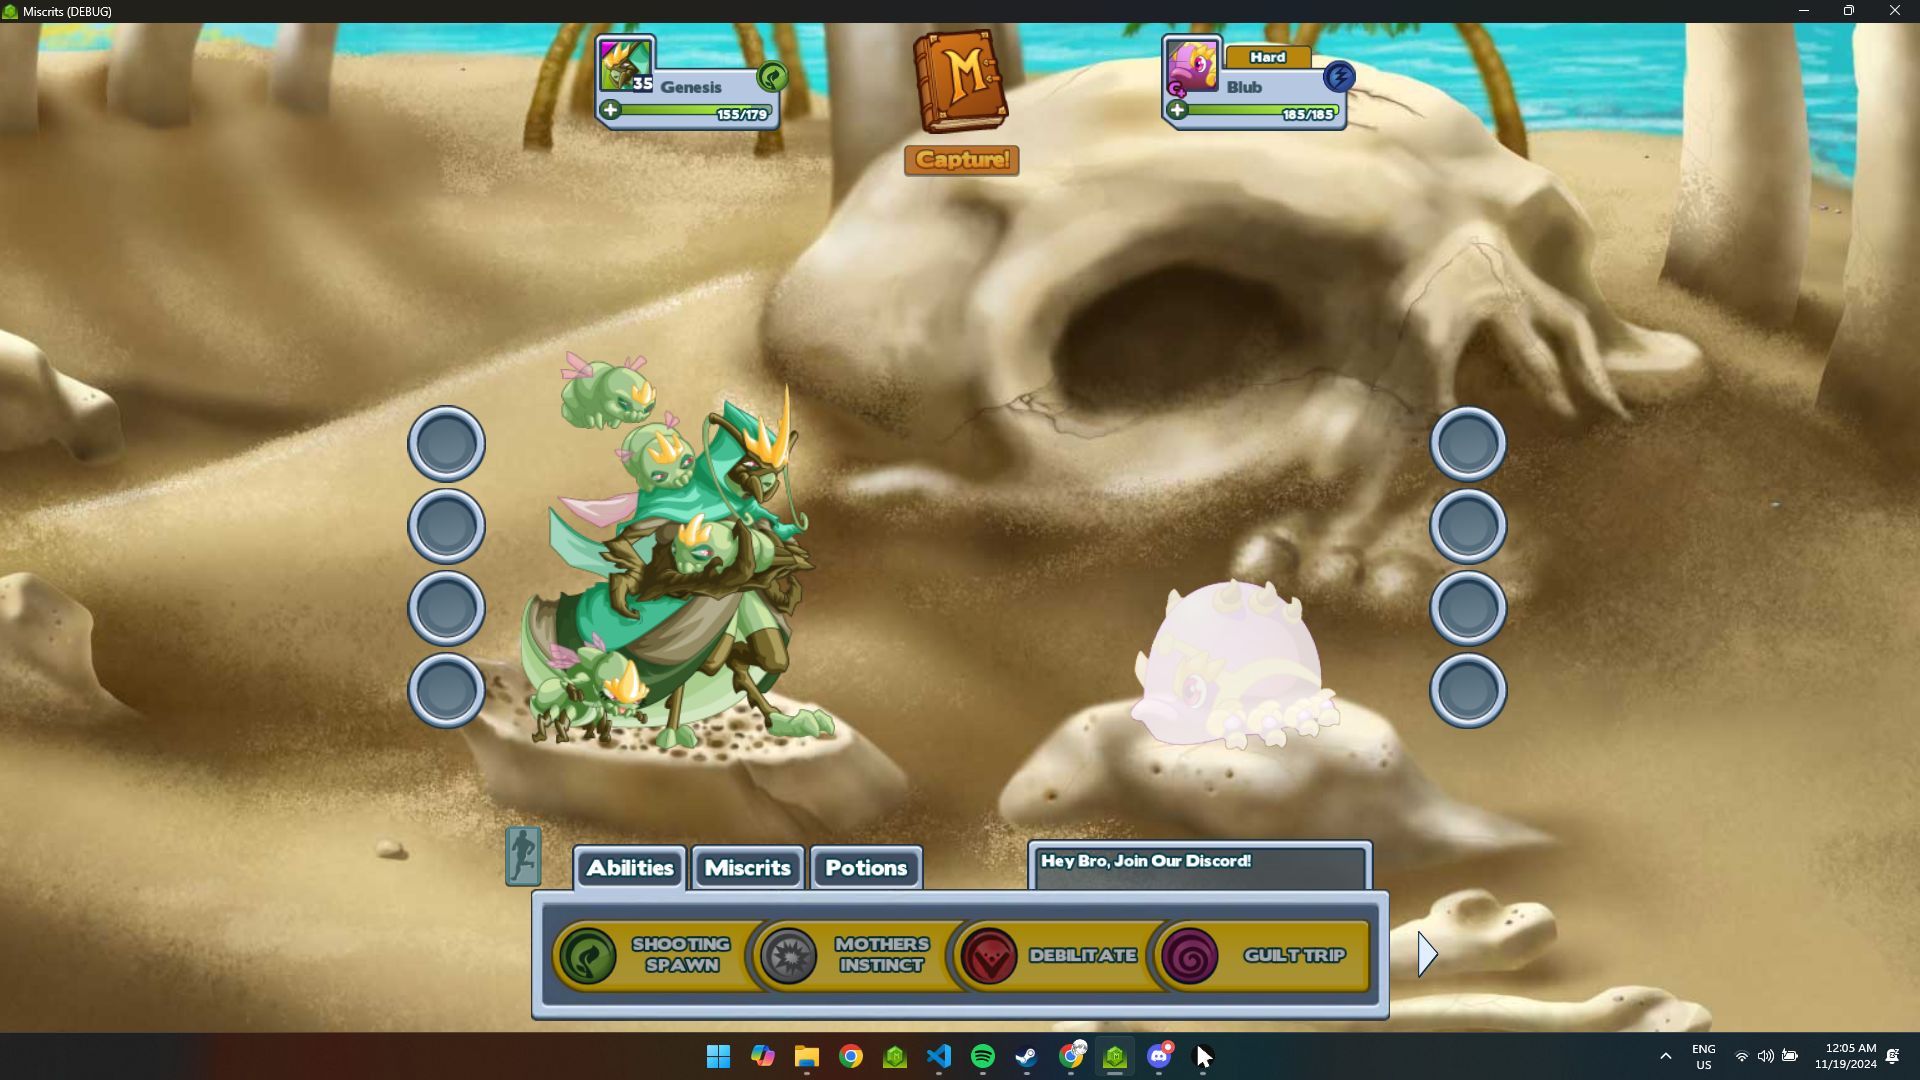 Miscrits (DEBUG)
35
Genesis
155/179
M
Capture!
Hard
Blub
C+
185/185
Abilities
Miscrits
Potions
Hey Bro, Join Our Discord!
SHOOTING
SPAWN
MOTHERS
INSTINCT
DEBILITATE
GUILT TRIP
ENG
US
12:05 AM
11/19/2024